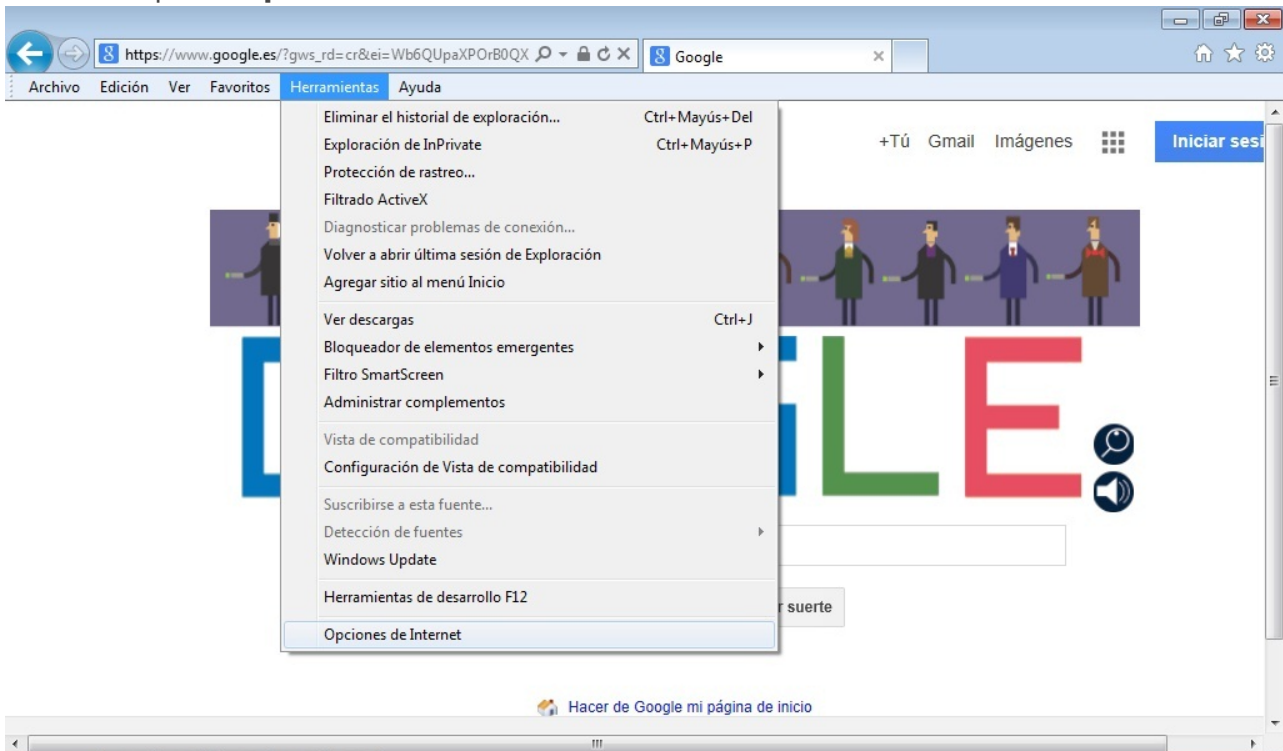 https://www.google.es/?gws_rd=cr&ei=Wb6QUpaXPOrB0QX
Google
Archivo Edición Ver Favoritos Herramientas Ayuda
Eliminar el historial de exploración... Ctrl+Mayús+Del
Exploración de InPrivate Ctrl+Mayús+P
Protección de rastreo...
Filtrado ActiveX
Diagnosticar problemas de conexión...
Volver a abrir última sesión de Exploración
Agregar sitio al menú Inicio
Ver descargas Ctrl+J
Bloqueador de elementos emergentes
Filtro SmartScreen
Administrar complementos
Vista de compatibilidad
Configuración de Vista de compatibilidad
Suscribirse a esta fuente...
Detección de fuentes
Windows Update
Herramientas de desarrollo F12
Opciones de Internet
+Tú Gmail Imágenes Iniciar sesi
LE
r suerte
Hacer de Google mi página de inicio